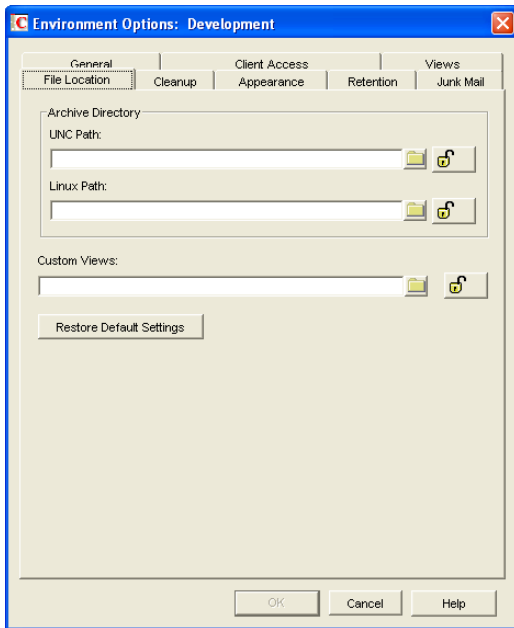 Environment Options: Development
General Client Access Views
File Location Cleanup Appearance Retention Junk Mail
Archive Directory
UNC Path:
Linux Path:
Custom Views:
Restore Default Settings
OK Cancel Help